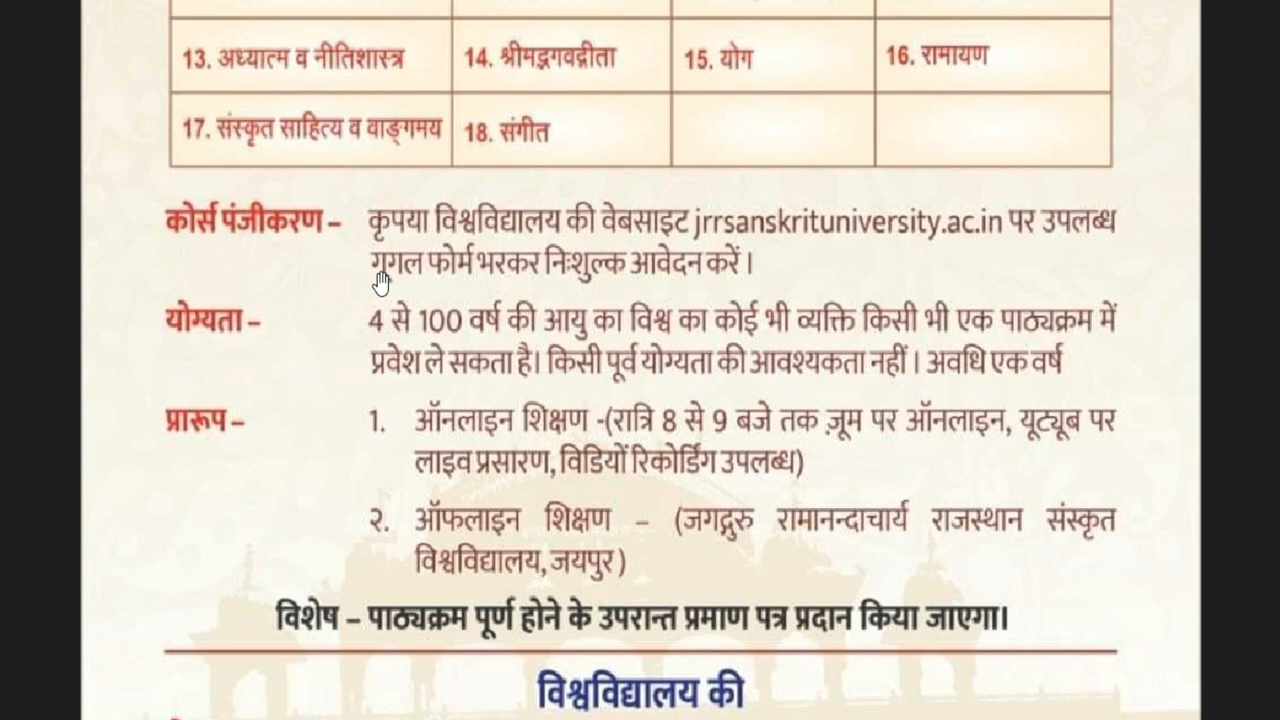 13. अध्यात्म व नीतिशास्त्र 14. श्रीमद्भगवद्गीता 15. योग 16. रामायण
17. संस्कृत साहित्य व वाङ्गमय 18. संगीत
कोर्स पंजीकरण – कृपया विश्वविद्यालय की वेबसाइट jrrsanskrituniversity.ac.in पर उपलब्ध
गूगल फोर्म भरकर निःशुल्क आवेदन करें।
योग्यता – 4 से 100 वर्ष की आयु का विश्व का कोई भी व्यक्ति किसी भी एक पाठ्यक्रम में
प्रवेश ले सकता है। किसी पूर्व योग्यता की आवश्यकता नहीं। अवधि एक वर्ष
प्रारूप – 1. ऑनलाइन शिक्षण -(रात्रि 8 से 9 बजे तक ज़ूम पर ऑनलाइन, यूट्यूब पर
लाइव प्रसारण, विडियों रिकोर्डिंग उपलब्ध)
२. ऑफलाइन शिक्षण – (जगद्गुरु रामानन्दाचार्य राजस्थान संस्कृत
विश्वविद्यालय, जयपुर)
विशेष – पाठ्यक्रम पूर्ण होने के उपरान्त प्रमाण पत्र प्रदान किया जाएगा।
विश्वविद्यालय की